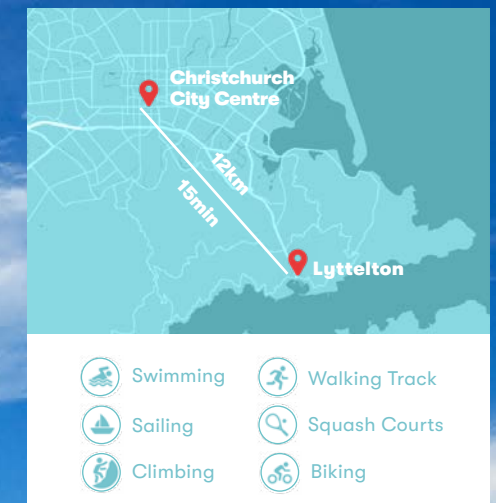 Christchurch
City Centre
12km
15min
Lyttelton
Swimming
Walking Track
Sailing
Squash Courts
Climbing
Biking